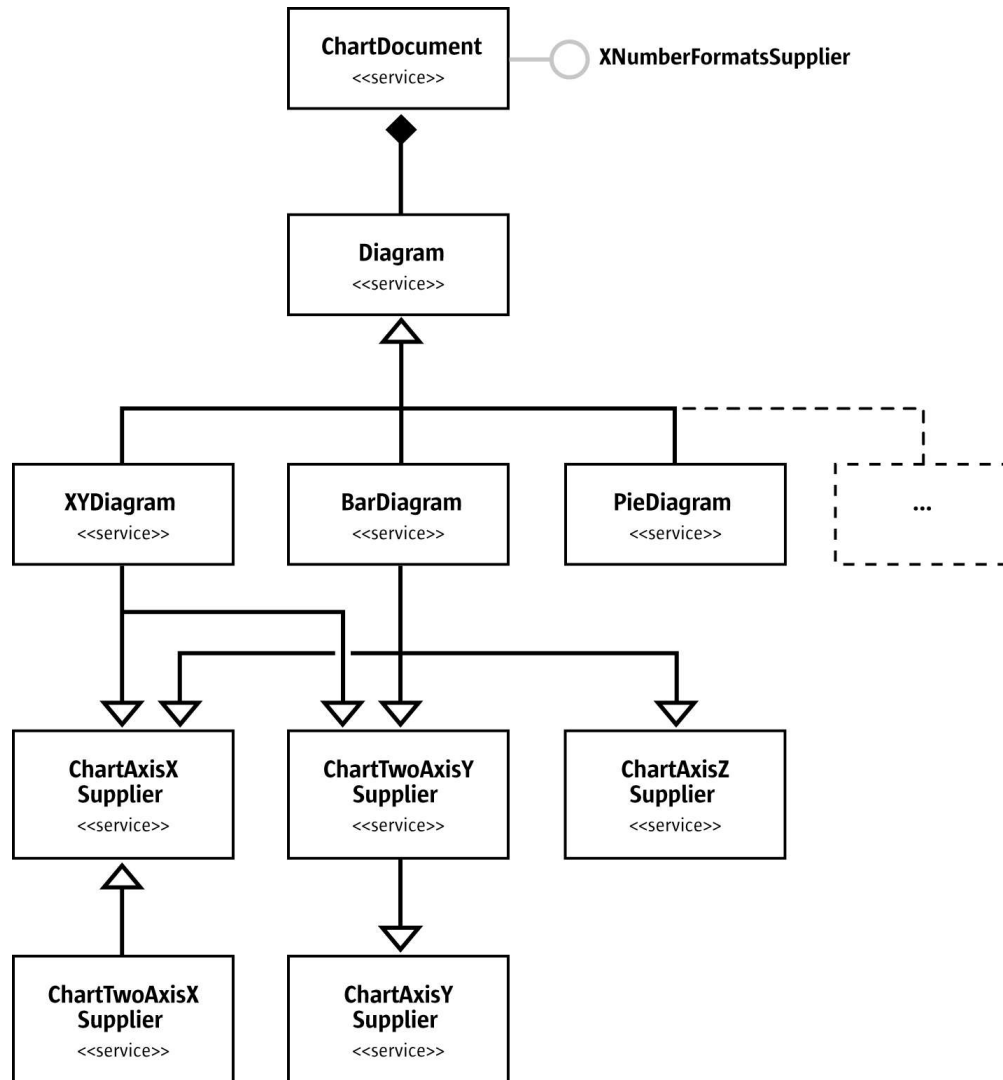 ChartDocument
<<service>>
XNumberFormatsSupplier
Diagram
<<service>>
XYDiagram
<<service>>
BarDiagram
<<service>>
PieDiagram
<<service>>
...
ChartAxisX
Supplier
<<service>>
ChartTwoAxisY
Supplier
<<service>>
ChartAxisZ
Supplier
<<service>>
ChartTwoAxisX
Supplier
<<service>>
ChartAxisY
Supplier
<<service>>